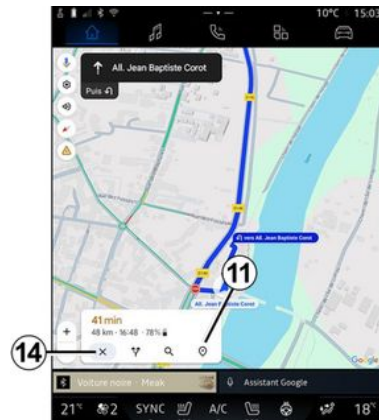 10°C 15:03
All. Jean Baptiste Corot
Puis
vers All. Jean Baptiste Corot
All. Jean Baptiste Corot
11
41 min
48 km · 16:48 · 78%
14
Google
Voiture noire · Meak
Assistant Google
21° 2 SYNC A/C 18 20°